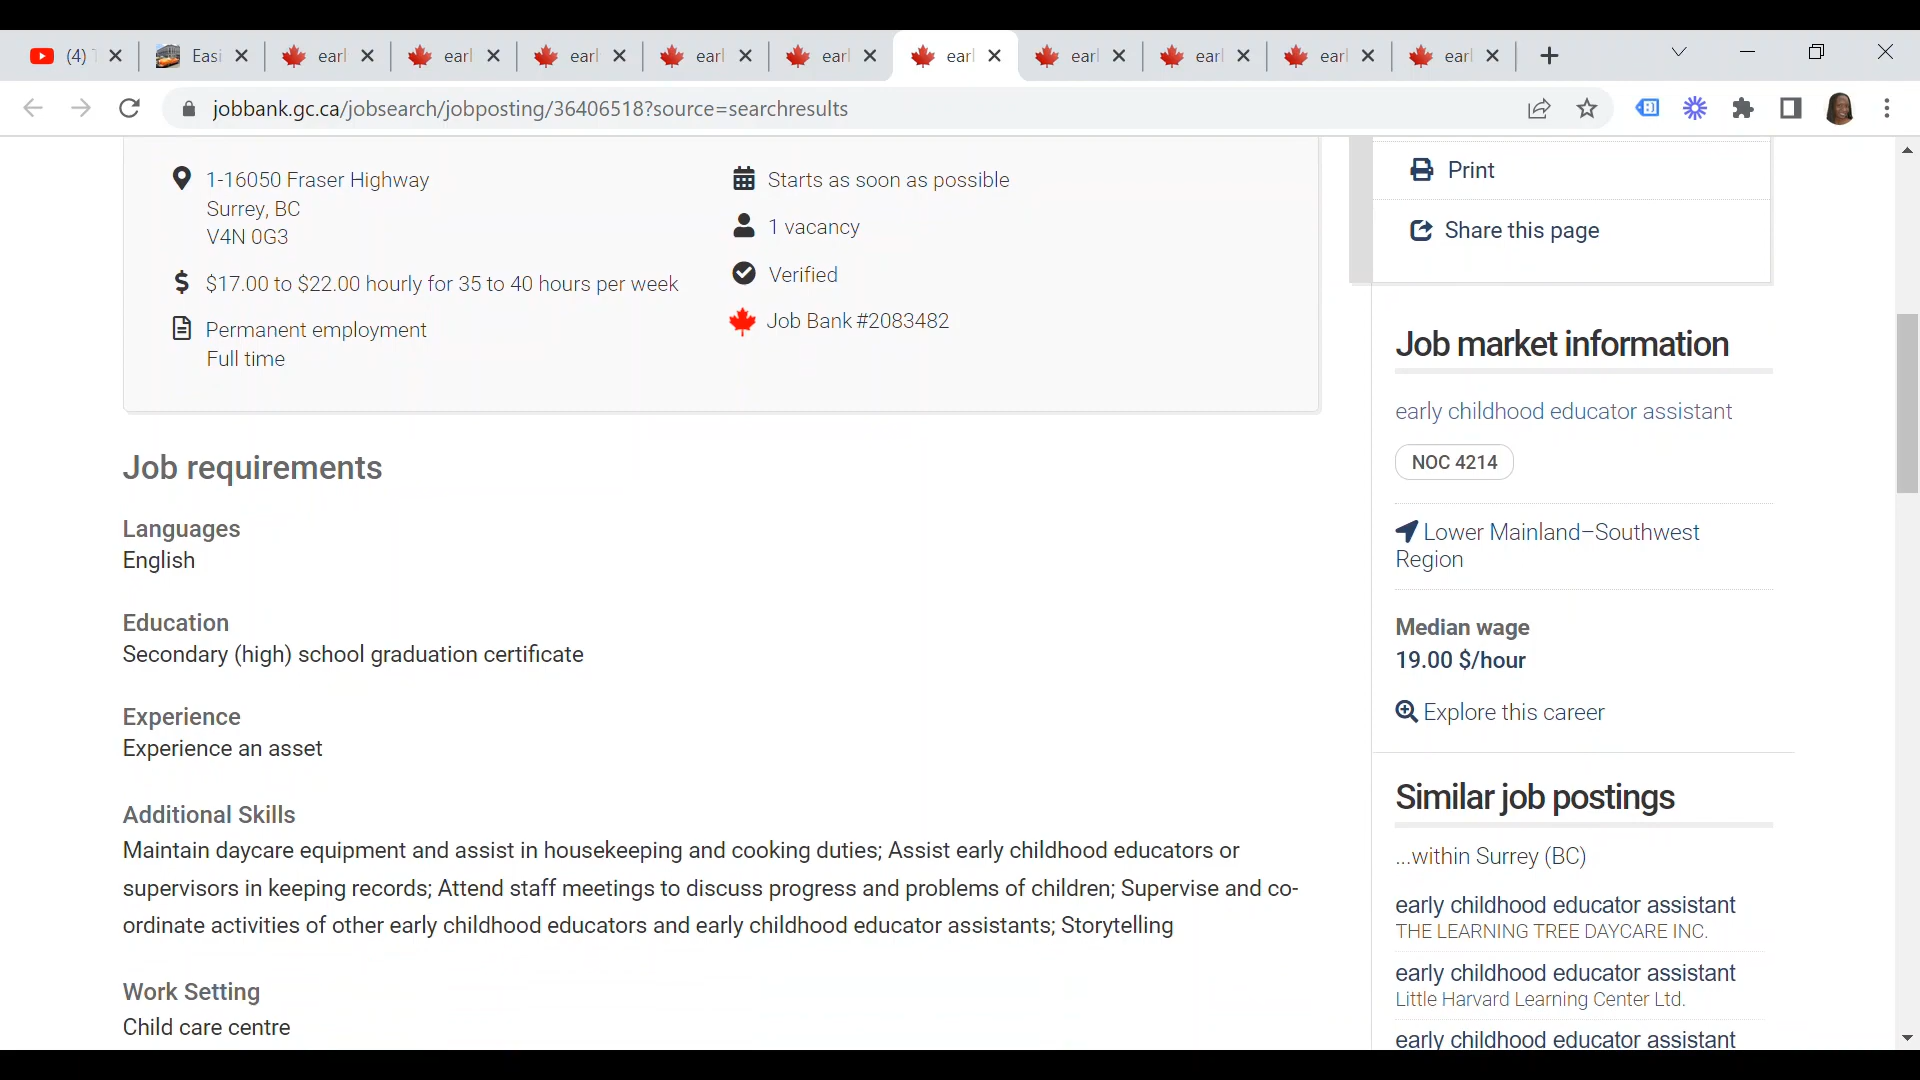 (4)
Easi
earl
earl
earl
earl
earl
earl
earl
earl
earl
earl
jobbank.gc.ca/jobsearch/jobposting/36406518?source=searchresults
1-16050 Fraser Highway
Surrey, BC
V4N 0G3
$17.00 to $22.00 hourly for 35 to 40 hours per week
Permanent employment
Full time
Starts as soon as possible
1 vacancy
Verified
Job Bank #2083482
Job requirements
Languages
English
Education
Secondary (high) school graduation certificate
Experience
Experience an asset
Additional Skills
Maintain daycare equipment and assist in housekeeping and cooking duties; Assist early childhood educators or
supervisors in keeping records; Attend staff meetings to discuss progress and problems of children; Supervise and co-
ordinate activities of other early childhood educators and early childhood educator assistants; Storytelling
Work Setting
Child care centre
Print
Share this page
Job market information
early childhood educator assistant
NOC 4214
Lower Mainland–Southwest
Region
Median wage
19.00 $/hour
Explore this career
Similar job postings
...within Surrey (BC)
early childhood educator assistant
THE LEARNING TREE DAYCARE INC.
early childhood educator assistant
Little Harvard Learning Center Ltd.
early childhood educator assistant